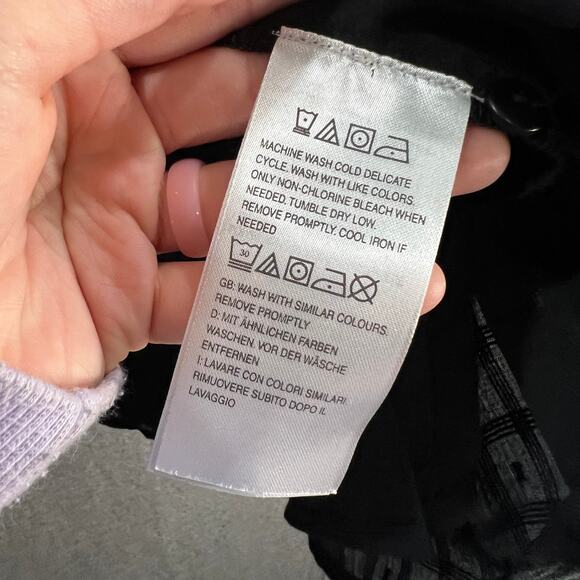 MACHINE WASH COLD DELICATE
CYCLE. WASH WITH LIKE COLORS.
ONLY NON-CHLORINE BLEACH WHEN
NEEDED. TUMBLE DRY LOW.
REMOVE PROMPTLY. COOL IRON IF
NEEDED
30
GB: WASH WITH SIMILAR COLOURS.
REMOVE PROMPTLY
D: MIT ÄHNLICHEN FARBEN
WASCHEN. VOR DER WÄSCHE
ENTFERNEN
I: LAVARE CON COLORI SIMILARI.
RIMUOVERE SUBITO DOPO IL
LAVAGGIO